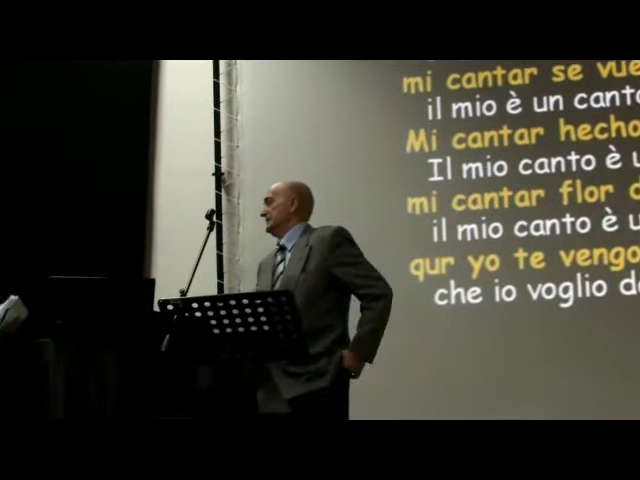 mi cantar se vue
il mio è un canto
Mi cantar hecho
Il mio canto è u
mi cantar flor d
il mio canto è u
qur yo te vengo
che io voglio d